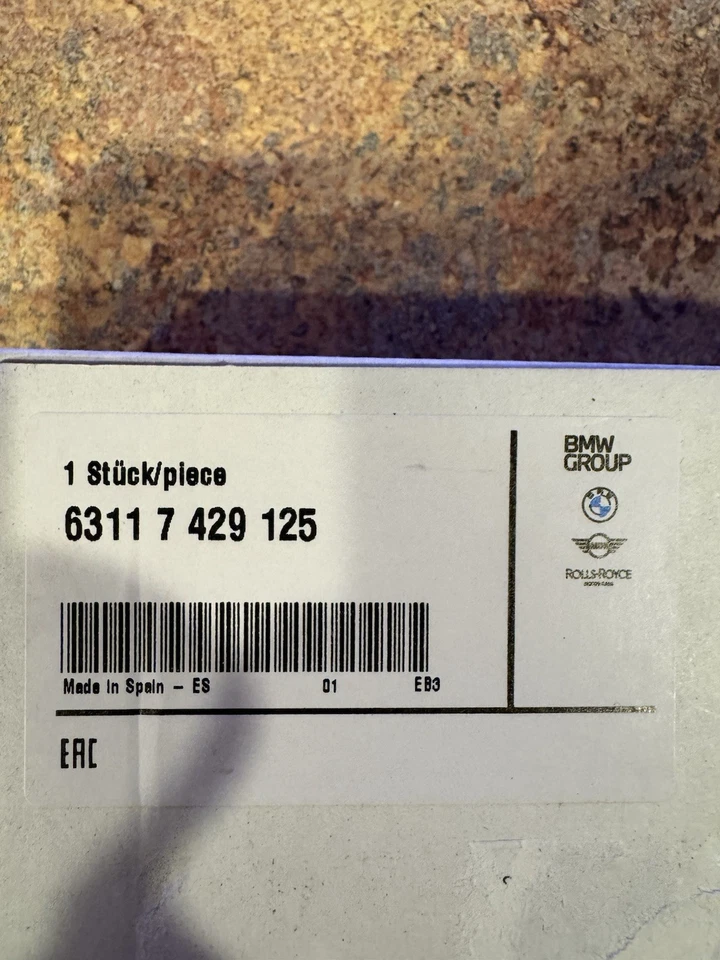 1 Stück/piece
6311 7 429 125
Made in Spain – ES 01 EB3
EAC
BMW
GROUP
ROLLS-ROYCE